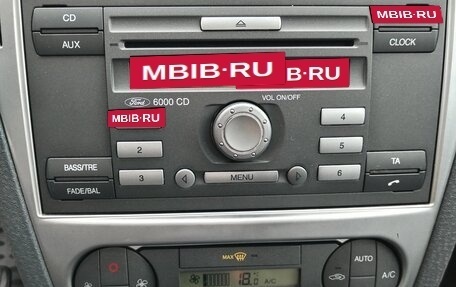 CD
MBIB·RU
AUX
CLOCK
MBIB-RU
B·RU
Ford
6000 CD
VOL ON/OFF
MBIB·RU
4
2
5
BASS/TRE
TA
3
MENU
6
FADE/BAL
MAX
AUTO
18.0
A/C
A/C